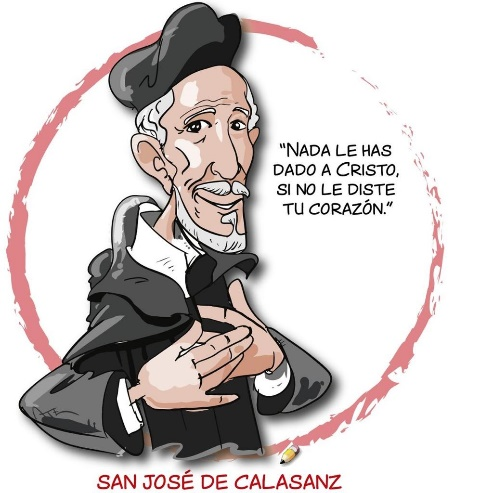 “NADA LE HAS
DADO A CRISTO,
SI NO LE DISTE
TU CORAZÓN.”
SAN JOSÉ DE CALASANZ